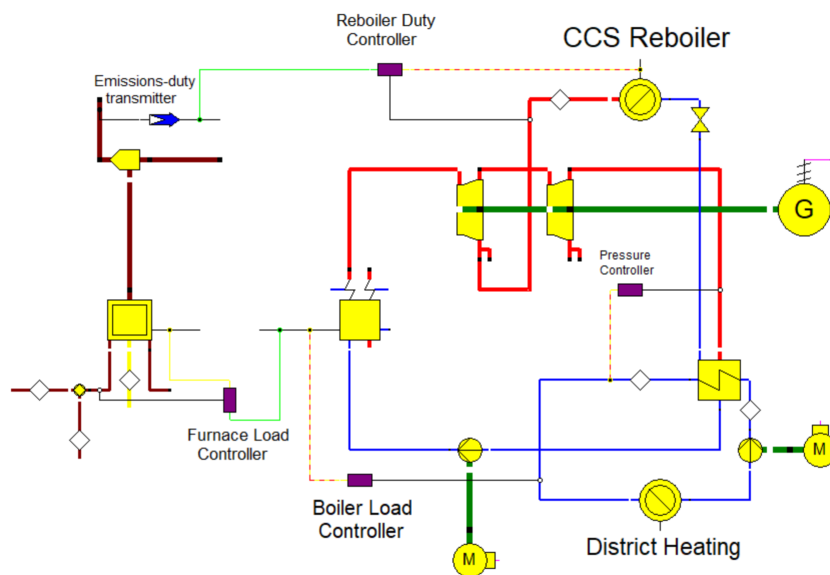 Reboiler Duty
Controller
CCS Reboiler
Emissions-duty
transmitter
G
Pressure
Controller
Furnace Load
Controller
Boiler Load
Controller
M
District Heating
M